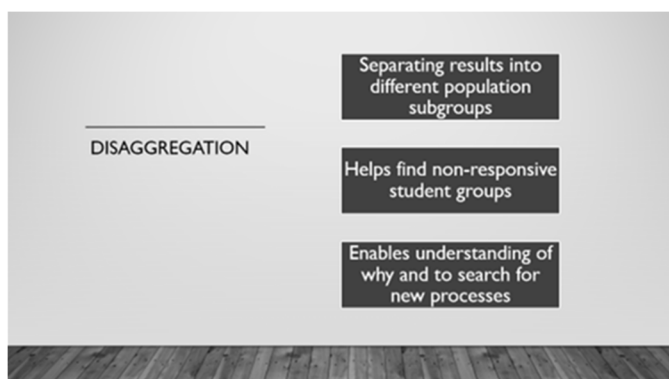 DISAGGREGATION
Separating results into
different population
subgroups
Helps find non-responsive
student groups
Enables understanding of
why and to search for
new processes